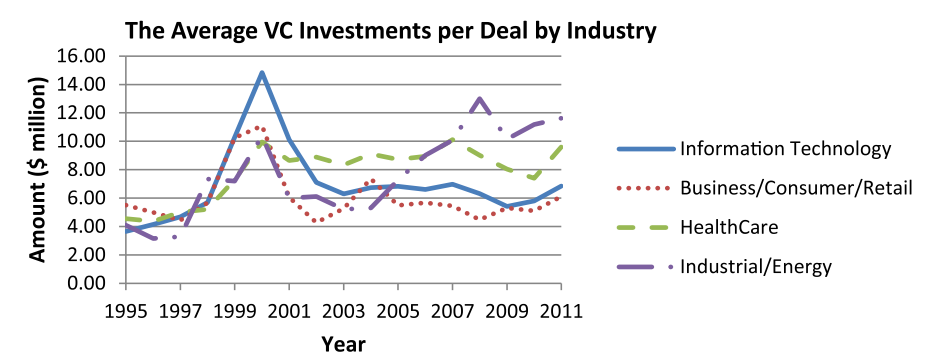 The Average VC Investments per Deal by Industry
16.00
14.00
12.00
10.00
8.00
6.00
4.00
2.00
0.00
Amount ($ million)
1995 1997 1999 2001 2003 2005 2007 2009 2011
Year
Information Technology
Business/Consumer/Retail
HealthCare
Industrial/Energy